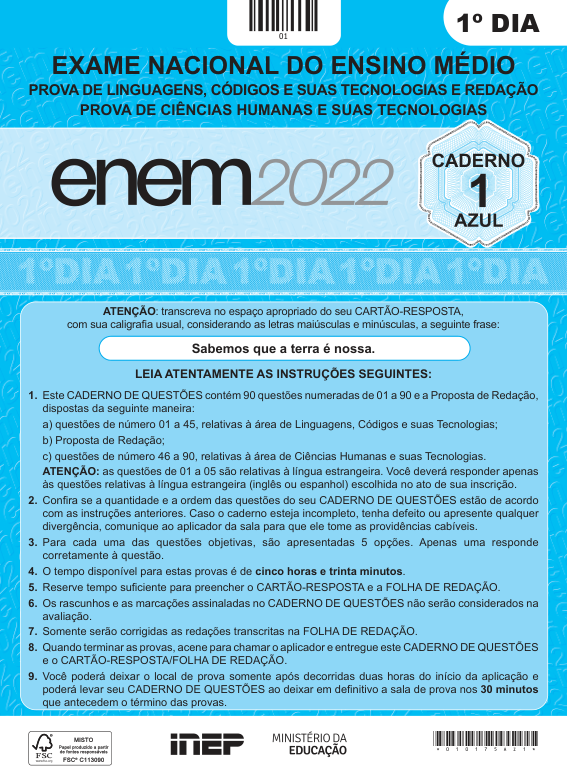 01
1º DIA
EXAME NACIONAL DO ENSINO MÉDIO
PROVA DE LINGUAGENS, CÓDIGOS E SUAS TECNOLOGIAS E REDAÇÃO
PROVA DE CIÊNCIAS HUMANAS E SUAS TECNOLOGIAS
enem2022
CADERNO
1
AZUL
1ºDIA 1ºDIA 1ºDIA 1ºDIA 1ºDIA
ATENÇÃO: transcreva no espaço apropriado do seu CARTÃO-RESPOSTA,
com sua caligrafia usual, considerando as letras maiúsculas e minúsculas, a seguinte frase:
Sabemos que a terra é nossa.
LEIA ATENTAMENTE AS INSTRUÇÕES SEGUINTES:
1. Este CADERNO DE QUESTÕES contém 90 questões numeradas de 01 a 90 e a Proposta de Redação,
dispostas da seguinte maneira:
a) questões de número 01 a 45, relativas à área de Linguagens, Códigos e suas Tecnologias;
b) Proposta de Redação;
c) questões de número 46 a 90, relativas à área de Ciências Humanas e suas Tecnologias.
ATENÇÃO: as questões de 01 a 05 são relativas à língua estrangeira. Você deverá responder apenas
às questões relativas à língua estrangeira (inglês ou espanhol) escolhida no ato de sua inscrição.
2. Confira se a quantidade e a ordem das questões do seu CADERNO DE QUESTÕES estão de acordo
com as instruções anteriores. Caso o caderno esteja incompleto, tenha defeito ou apresente qualquer
divergência, comunique ao aplicador da sala para que ele tome as providências cabíveis.
3. Para cada uma das questões objetivas, são apresentadas 5 opções. Apenas uma responde
corretamente à questão.
4. O tempo disponível para estas provas é de cinco horas e trinta minutos.
5. Reserve tempo suficiente para preencher o CARTÃO-RESPOSTA e a FOLHA DE REDAÇÃO.
6. Os rascunhos e as marcações assinaladas no CADERNO DE QUESTÕES não serão considerados na
avaliação.
7. Somente serão corrigidas as redações transcritas na FOLHA DE REDAÇÃO.
8. Quando terminar as provas, acene para chamar o aplicador e entregue este CADERNO DE QUESTÕES
e o CARTÃO-RESPOSTA/FOLHA DE REDAÇÃO.
9. Você poderá deixar o local de prova somente após decorridas duas horas do início da aplicação e
poderá levar seu CADERNO DE QUESTÕES ao deixar em definitivo a sala de prova nos 30 minutos
que antecedem o término das provas.
FSC
MISTO
Papel produzido a partir
de fontes responsáveis
FSC® C113090
inep
MINISTÉRIO DA
EDUCAÇÃO
*010175AZ1*